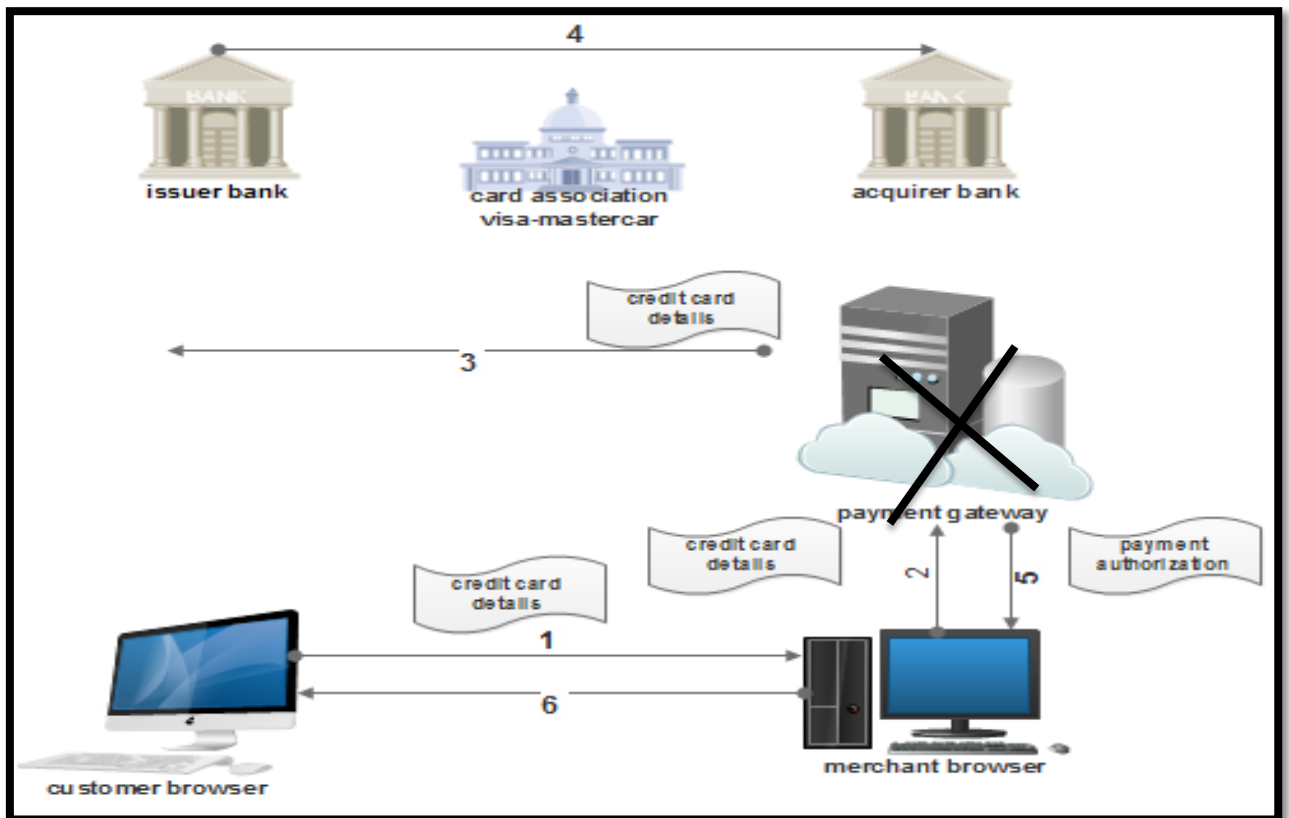 4
BANK
BANK
issuer bank
card association
visa-mastercar
acquirer bank
credit card
details
3
payment gateway
credit card
details
2
5
payment
authorization
credit card
details
1
6
merchant browser
customer browser